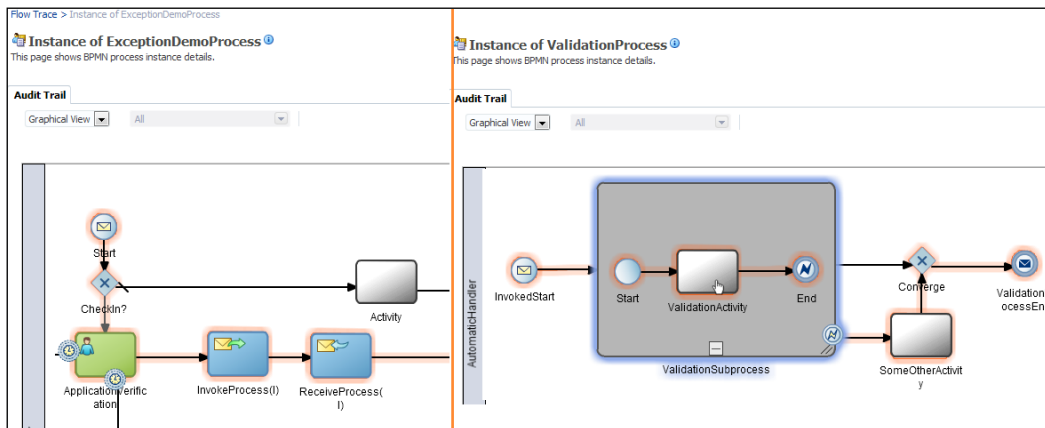 Flow Trace > Instance of ExceptionDemoProcess
Instance of ExceptionDemoProcess
This page shows BPMN process instance details.
Audit Trail
Graphical View
All
Start
CheckIn?
Activity
ApplicationVerific
ation
InvokeProcess(I)
ReceiveProcess(
I)
Instance of ValidationProcess
This page shows BPMN process instance details.
Audit Trail
Graphical View
All
AutomaticHandler
InvokedStart
Start
ValidationActivity
End
ValidationSubprocess
Converge
SomeOtherActivit
y
Validation
ocessEn